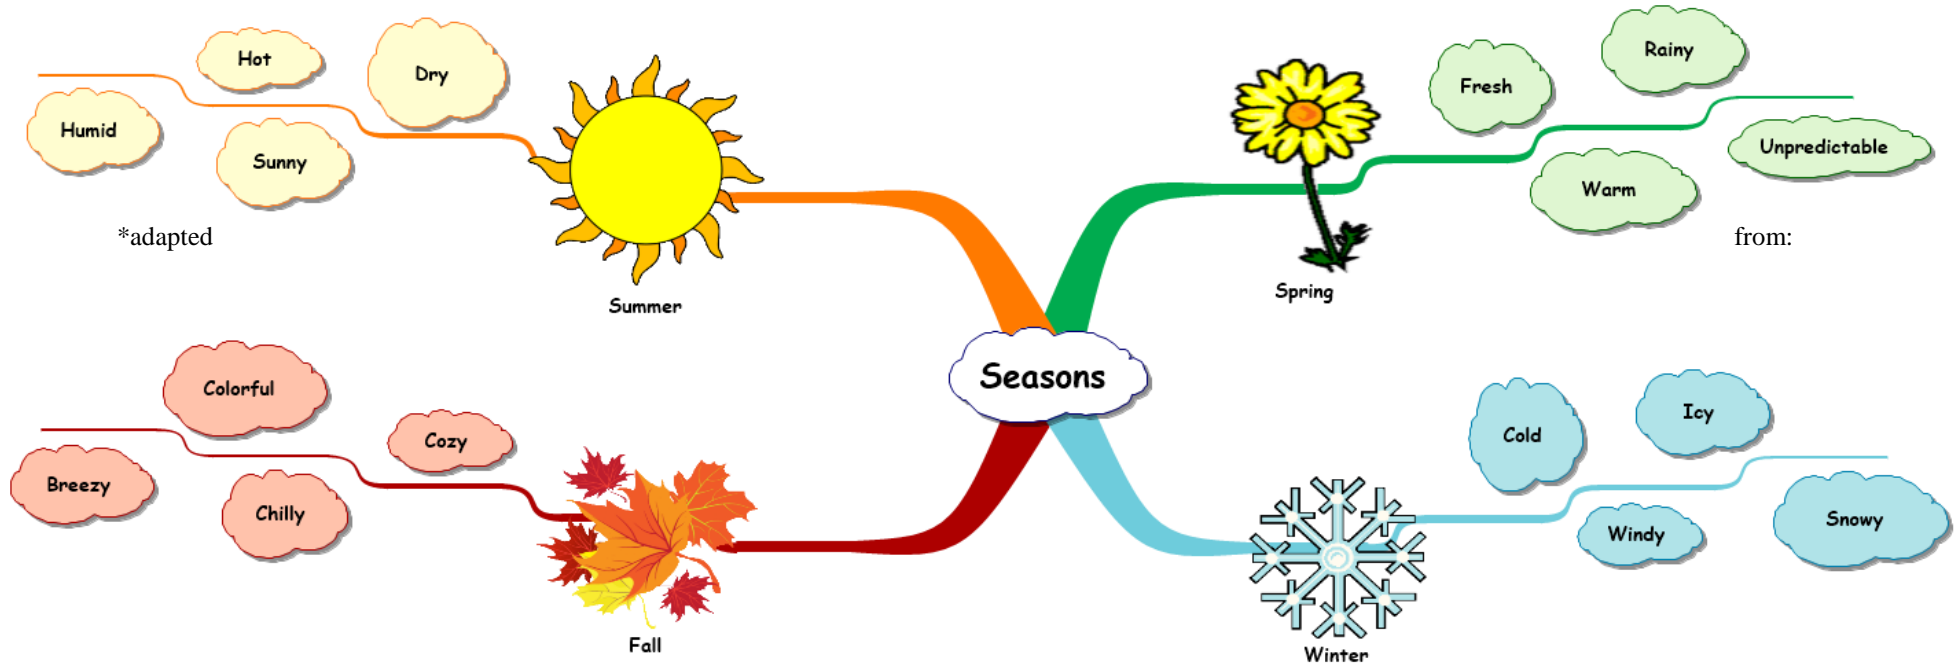 Hot
Dry
Humid
Sunny
Summer
Fresh
Rainy
Unpredictable
Warm
Spring
*adapted from:
Seasons
Colorful
Cozy
Breezy
Chilly
Fall
Cold
Icy
Windy
Snowy
Winter